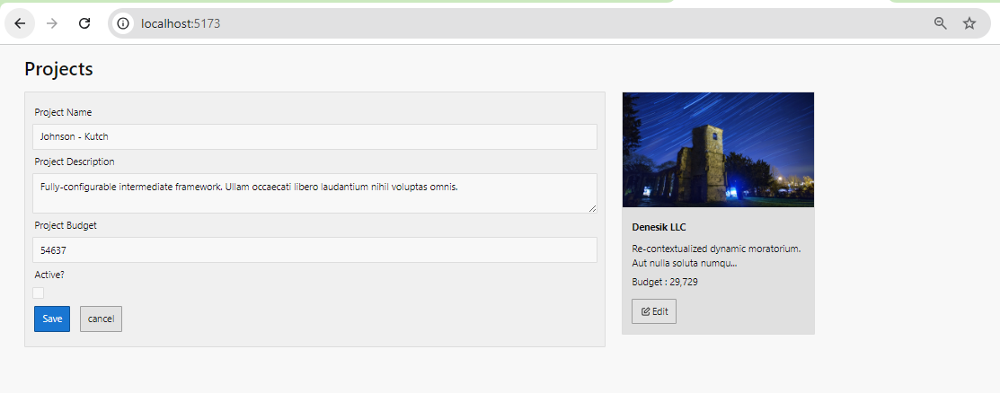 localhost:5173
Projects
Project Name
Johnson - Kutch
Project Description
Fully-configurable intermediate framework. Ullam occaecati libero laudantium nihil voluptas omnis.
Project Budget
54637
Active?
Save
cancel
Denesik LLC
Re-contextualized dynamic moratorium.
Aut nulla soluta numqu...
Budget : 29,729
Edit